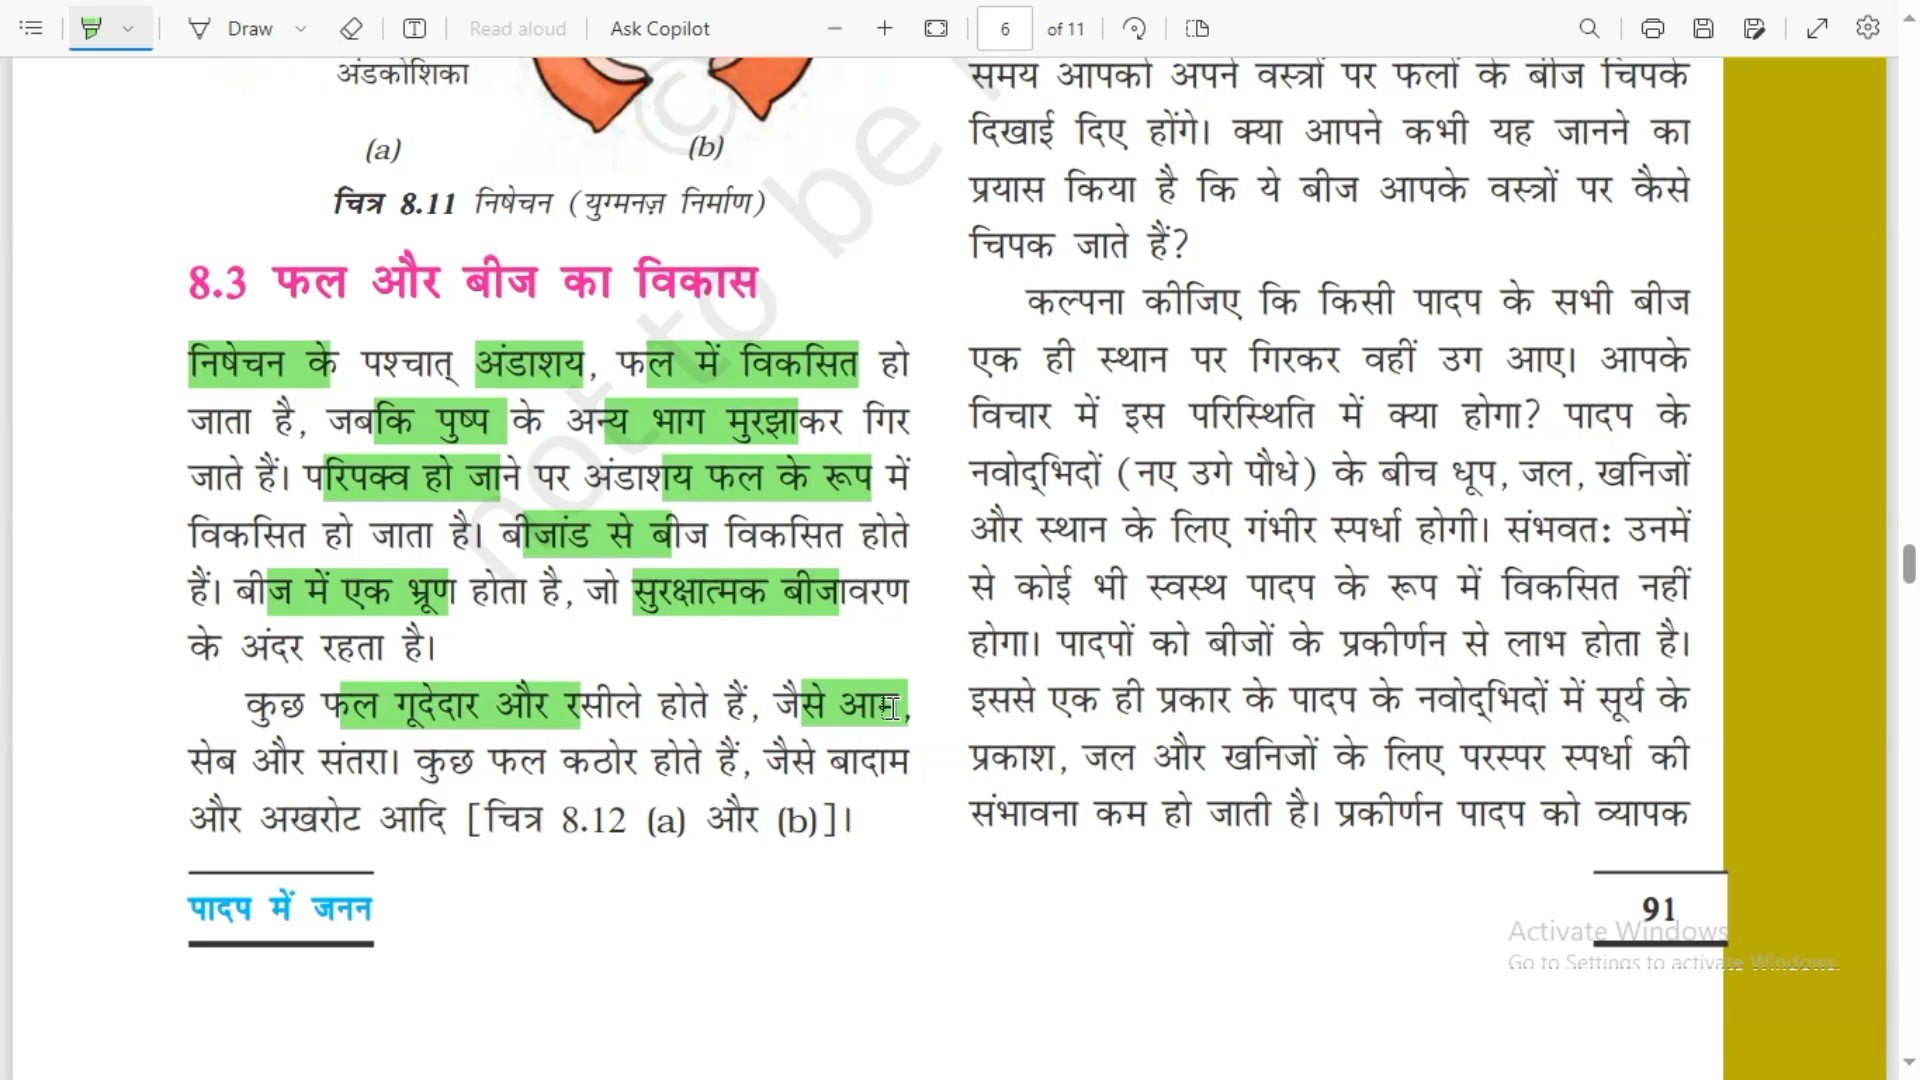 Draw
Read aloud
Ask Copilot
6
of 11
अंडकोशिका
(a)
(b)
चित्र 8.11 निषेचन (युग्मनज़ निर्माण)
8.3 फल और बीज का विकास
निषेचन के पश्चात् अंडाशय, फल में विकसित हो
जाता है, जबकि पुष्प के अन्य भाग मुरझाकर गिर
जाते हैं। परिपक्व हो जाने पर अंडाशय फल के रूप में
विकसित हो जाता है। बीजांड से बीज विकसित होते
हैं। बीज में एक भ्रूण होता है, जो सुरक्षात्मक बीजावरण
के अंदर रहता है।
कुछ फल गूदेदार और रसीले होते हैं, जैसे आम,
सेब और संतरा। कुछ फल कठोर होते हैं, जैसे बादाम
और अखरोट आदि [चित्र 8.12 (a) और (b)]।
पादप में जनन
समय आपको अपने वस्त्रों पर फलों के बीज चिपके
दिखाई दिए होंगे। क्या आपने कभी यह जानने का
प्रयास किया है कि ये बीज आपके वस्त्रों पर कैसे
चिपक जाते हैं?
कल्पना कीजिए कि किसी पादप के सभी बीज
एक ही स्थान पर गिरकर वहीं उग आए। आपके
विचार में इस परिस्थिति में क्या होगा? पादप के
नवोद्‌भिदों (नए उगे पौधे) के बीच धूप, जल, खनिजों
और स्थान के लिए गंभीर स्पर्धा होगी। संभवत: उनमें
से कोई भी स्वस्थ पादप के रूप में विकसित नहीं
होगा। पादपों को बीजों के प्रकीर्णन से लाभ होता है।
इससे एक ही प्रकार के पादप के नवोद्‌भिदों में सूर्य के
प्रकाश, जल और खनिजों के लिए परस्पर स्पर्धा की
संभावना कम हो जाती है। प्रकीर्णन पादप को व्यापक
91
© not to be
Activate Windows
Go to Settings to activate Windows.